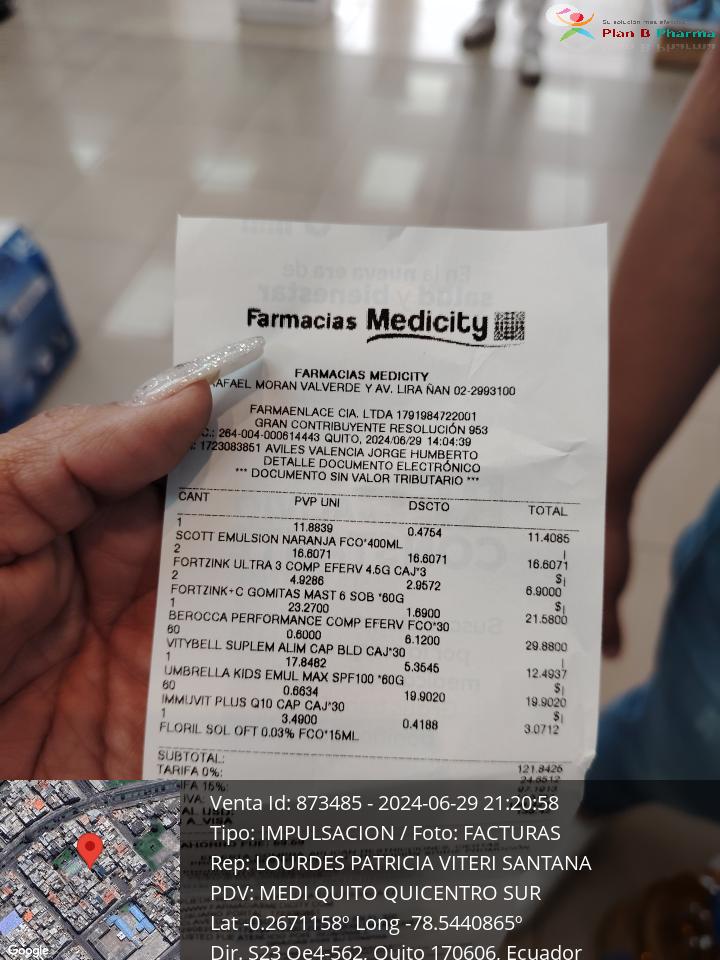 Su solución más efectiva
Plan B Pharma
Farmacias Medicity
FARMACIAS MEDICITY
RAFAEL MORAN VALVERDE Y AV. LIRA ÑAN 02-2993100
FARMAENLACE CIA. LTDA 1791984722001
GRAN CONTRIBUYENTE RESOLUCIÓN 953
264-004-000614443 QUITO, 2024/06/29 14:04:39
: 1723083851 AVILES VALENCIA JORGE HUMBERTO
DETALLE DOCUMENTO ELECTRÓNICO
*** DOCUMENTO SIN VALOR TRIBUTARIO ***
CANT PVP UNI DSCTO TOTAL
1 11.8839 0.4754 11.4085
SCOTT EMULSION NARANJA FCO*400ML I
2 16.6071 16.6071 16.6071
FORTZINK ULTRA 3 COMP EFERV 4.5G CAJ*3 $|
2 4.9286 2.9572 6.9000
FORTZINK+C GOMITAS MAST 6 SOB *60G $|
1 23.2700 1.6900 21.5800
BEROCCA PERFORMANCE COMP EFERV FCO*30
60 0.6000 6.1200 29.8800
VITYBELL SUPLEM ALIM CAP BLD CAJ*30 |
1 17.8482 5.3545 12.4937
UMBRELLA KIDS EMUL MAX SPF100 *60G $|
60 0.6634 19.9020 19.9020
IMMUVIT PLUS Q10 CAP CAJ*30 $|
1 3.4900 0.4188 3.0712
FLORIL SOL OFT 0.03% FCO*15ML
SUBTOTAL: 121.8426
TARIFA 0%: 24.6512
Venta Id: 873485 - 2024-06-29 21:20:58
Tipo: IMPULSACION / Foto: FACTURAS
Rep: LOURDES PATRICIA VITERI SANTANA
PDV: MEDI QUITO QUICENTRO SUR
Lat -0.2671158º Long -78.5440865º
Dir. S23 Oe4-562, Quito 170606, Ecuador
Google